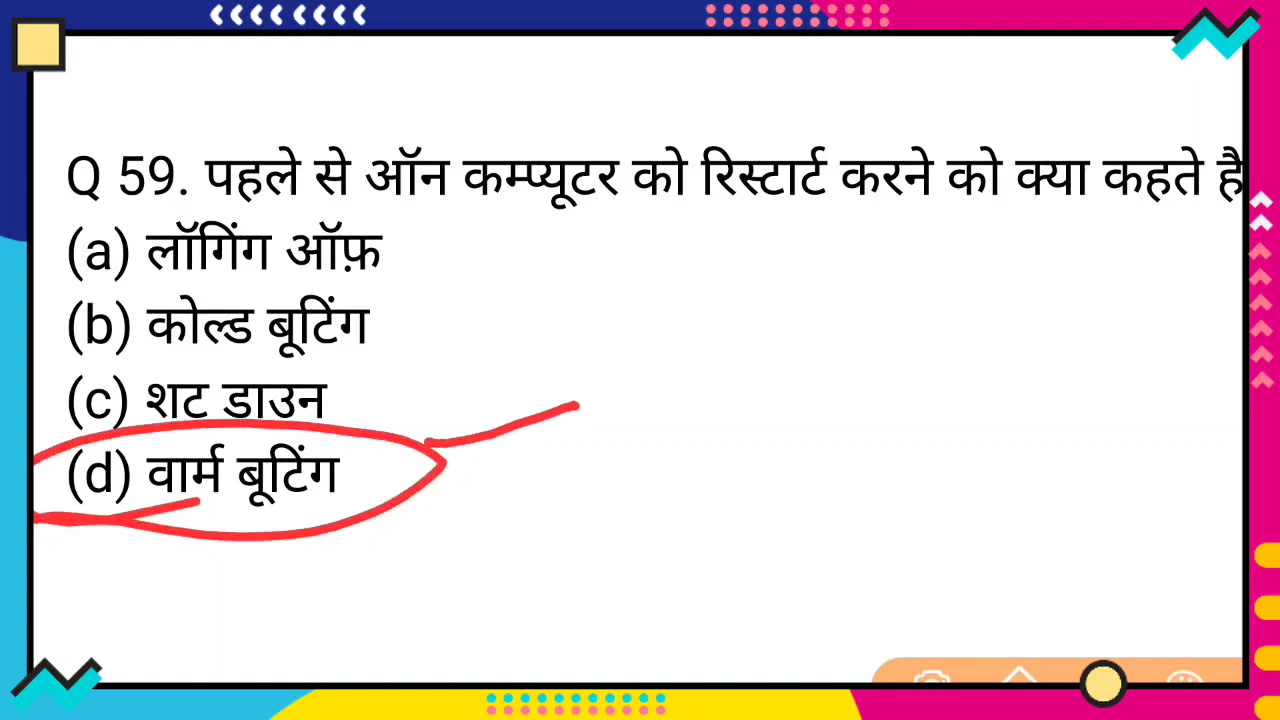 Q 59. पहले से ऑन कम्प्यूटर को रिस्टार्ट करने को क्या कहते है
(a) लॉगिंग ऑफ़
(b) कोल्ड बूटिंग
(c) शट डाउन
(d) वार्म बूटिंग